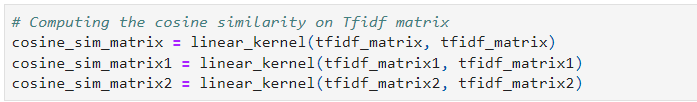 # Computing the cosine similarity on Tfidf matrix
cosine_sim_matrix = linear_kernel(tfidf_matrix, tfidf_matrix)
cosine_sim_matrix1 = linear_kernel(tfidf_matrix1, tfidf_matrix1)
cosine_sim_matrix2 = linear_kernel(tfidf_matrix2, tfidf_matrix2)